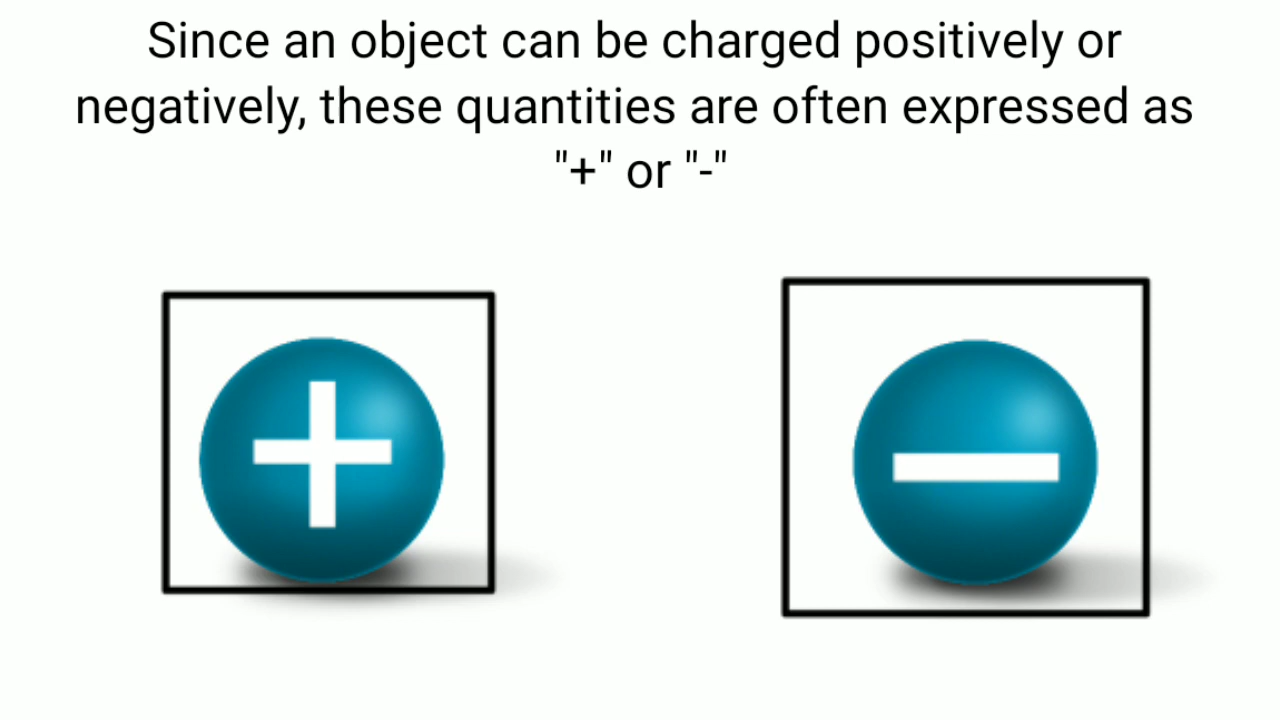 Since an object can be charged positively or
negatively, these quantities are often expressed as
"+" or "-"
+ −